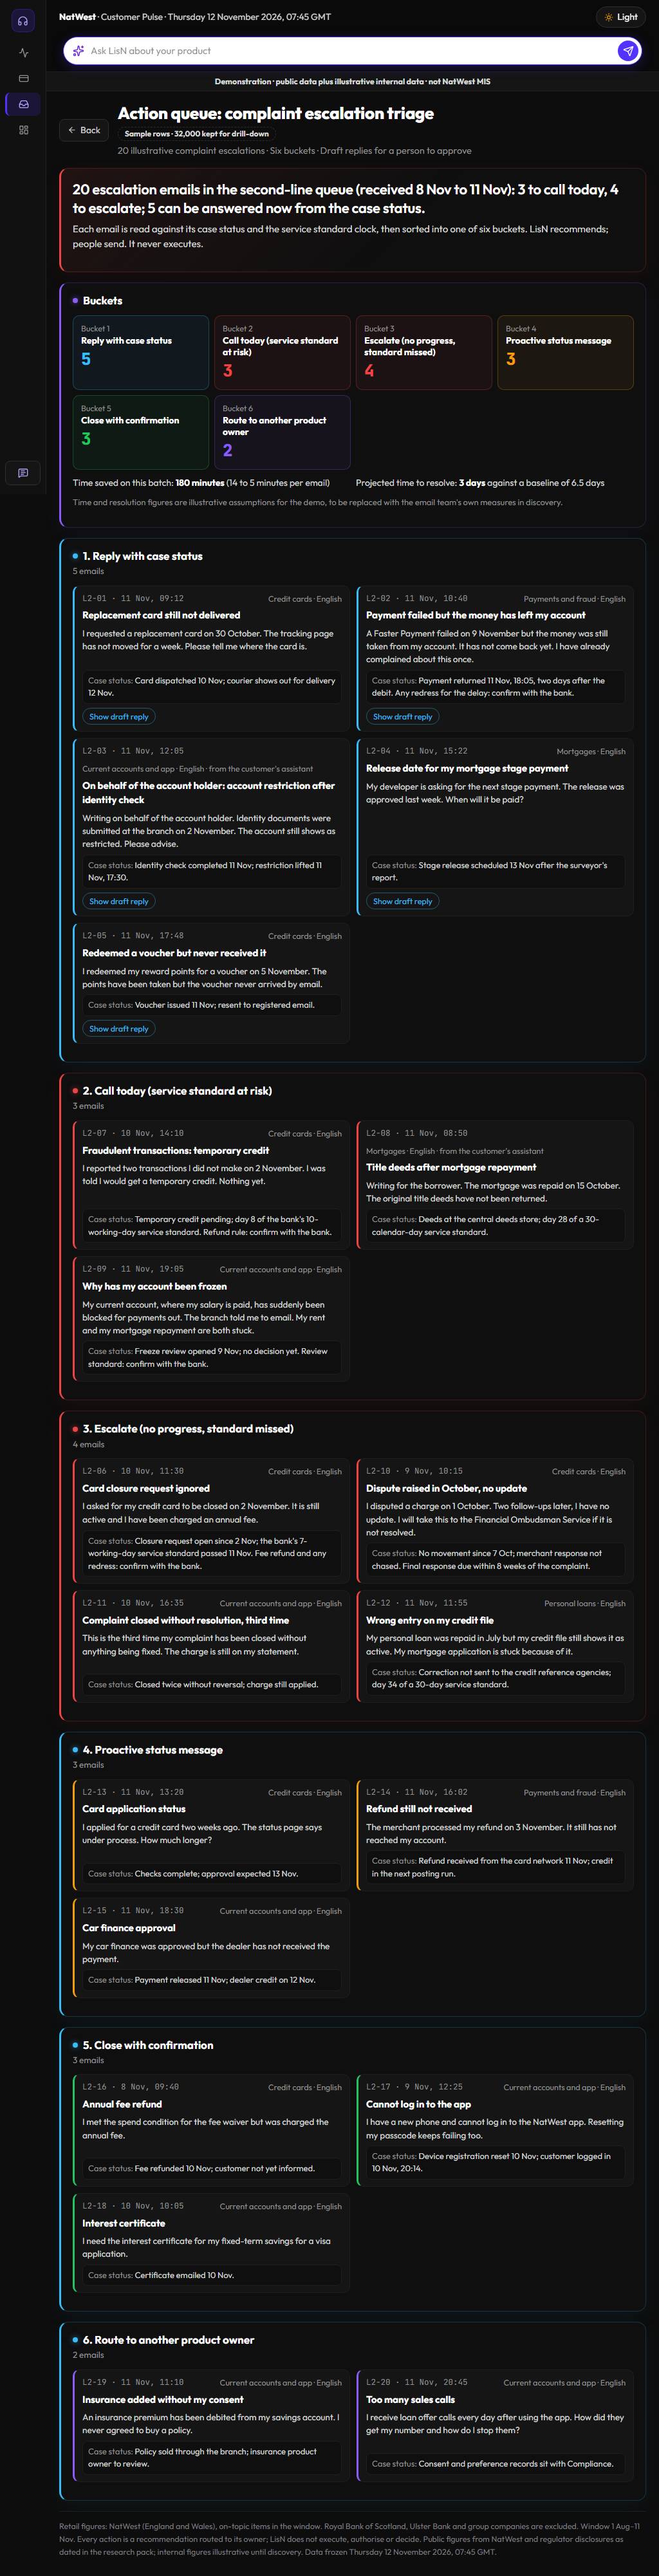 NatWest · Customer Pulse · Thursday 12 November 2026, 07:45 GMT
Light
Ask LisN about your product
Demonstration · public data plus illustrative internal data · not NatWest MIS
Back
Action queue: complaint escalation triage
Sample rows · 32,000 kept for drill-down
20 illustrative complaint escalations · Six buckets · Draft replies for a person to approve
20 escalation emails in the second-line queue (received 8 Nov to 11 Nov): 3 to call today, 4
to escalate; 5 can be answered now from the case status.
Each email is read against its case status and the service standard clock, then sorted into one of six buckets. LisN recommends;
people send. It never executes.
Buckets
Bucket 1
Reply with case status
5
Bucket 2
Call today (service standard
at risk)
3
Bucket 3
Escalate (no progress,
standard missed)
4
Bucket 4
Proactive status message
3
Bucket 5
Close with confirmation
3
Bucket 6
Route to another product
owner
2
Time saved on this batch: 180 minutes (14 to 5 minutes per email)
Projected time to resolve: 3 days against a baseline of 6.5 days
Time and resolution figures are illustrative assumptions for the demo, to be replaced with the email team's own measures in discovery.
1. Reply with case status
5 emails
L2-01 · 11 Nov, 09:12
Credit cards · English
Replacement card still not delivered
I requested a replacement card on 30 October. The tracking page
has not moved for a week. Please tell me where the card is.
Case status: Card dispatched 10 Nov; courier shows out for delivery
12 Nov.
Show draft reply
L2-02 · 11 Nov, 10:40
Payments and fraud · English
Payment failed but the money has left my account
A Faster Payment failed on 9 November but the money was still
taken from my account. It has not come back yet. I have already
complained about this once.
Case status: Payment returned 11 Nov, 18:05, two days after the
debit. Any redress for the delay: confirm with the bank.
Show draft reply
L2-03 · 11 Nov, 12:05
Current accounts and app · English · from the customer's assistant
On behalf of the account holder: account restriction after
identity check
Writing on behalf of the account holder. Identity documents were
submitted at the branch on 2 November. The account still shows as
restricted. Please advise.
Case status: Identity check completed 11 Nov; restriction lifted 11
Nov, 17:30.
Show draft reply
L2-04 · 11 Nov, 15:22
Mortgages · English
Release date for my mortgage stage payment
My developer is asking for the next stage payment. The release was
approved last week. When will it be paid?
Case status: Stage release scheduled 13 Nov after the surveyor's
report.
Show draft reply
L2-05 · 11 Nov, 17:48
Credit cards · English
Redeemed a voucher but never received it
I redeemed my reward points for a voucher on 5 November. The
points have been taken but the voucher never arrived by email.
Case status: Voucher issued 11 Nov; resent to registered email.
Show draft reply
2. Call today (service standard at risk)
3 emails
L2-07 · 10 Nov, 14:10
Credit cards · English
Fraudulent transactions: temporary credit
I reported two transactions I did not make on 2 November. I was
told I would get a temporary credit. Nothing yet.
Case status: Temporary credit pending; day 8 of the bank's 10-
working-day service standard. Refund rule: confirm with the bank.
L2-08 · 11 Nov, 08:50
Mortgages · English · from the customer's assistant
Title deeds after mortgage repayment
Writing for the borrower. The mortgage was repaid on 15 October.
The original title deeds have not been returned.
Case status: Deeds at the central deeds store; day 28 of a 30-
calendar-day service standard.
L2-09 · 11 Nov, 19:05
Current accounts and app · English
Why has my account been frozen
My current account, where my salary is paid, has suddenly been
blocked for payments out. The branch told me to email. My rent
and my mortgage repayment are both stuck.
Case status: Freeze review opened 9 Nov; no decision yet. Review
standard: confirm with the bank.
3. Escalate (no progress, standard missed)
4 emails
L2-06 · 10 Nov, 11:30
Credit cards · English
Card closure request ignored
I asked for my credit card to be closed on 2 November. It is still
active and I have been charged an annual fee.
Case status: Closure request open since 2 Nov; the bank's 7-
working-day service standard passed 11 Nov. Fee refund and any
redress: confirm with the bank.
L2-10 · 9 Nov, 10:15
Credit cards · English
Dispute raised in October, no update
I disputed a charge on 1 October. Two follow-ups later, I have no
update. I will take this to the Financial Ombudsman Service if it is
not resolved.
Case status: No movement since 7 Oct; merchant response not
chased. Final response due within 8 weeks of the complaint.
L2-11 · 10 Nov, 16:35
Current accounts and app · English
Complaint closed without resolution, third time
This is the third time my complaint has been closed without
anything being fixed. The charge is still on my statement.
Case status: Closed twice without reversal; charge still applied.
L2-12 · 10 Nov, 11:55
Personal loans · English
Wrong entry on my credit file
My personal loan was repaid in July but my credit file still shows it as
active. My mortgage application is stuck because of it.
Case status: Correction not sent to the credit reference agencies;
day 34 of a 30-day service standard.
4. Proactive status message
3 emails
L2-13 · 11 Nov, 13:20
Credit cards · English
Card application status
I applied for a credit card two weeks ago. The status page says
under process. How much longer?
Case status: Checks complete; approval expected 13 Nov.
L2-14 · 11 Nov, 16:02
Payments and fraud · English
Refund still not received
The merchant processed my refund on 3 November. It still has not
reached my account.
Case status: Refund received from the card network 11 Nov; credit
in the next posting run.
L2-15 · 11 Nov, 18:30
Current accounts and app · English
Car finance approval
My car finance was approved but the dealer has not received the
payment.
Case status: Payment released 11 Nov; dealer credit on 12 Nov.
5. Close with confirmation
3 emails
L2-16 · 8 Nov, 09:40
Credit cards · English
Annual fee refund
I met the spend condition for the fee waiver but was charged the
annual fee.
Case status: Fee refunded 10 Nov; customer not yet informed.
L2-17 · 9 Nov, 12:25
Current accounts and app · English
Cannot log in to the app
I have a new phone and cannot log in to the NatWest app. Resetting
my passcode keeps failing too.
Case status: Device registration reset 10 Nov; customer logged in
10 Nov, 20:14.
L2-18 · 10 Nov, 10:05
Current accounts and app · English
Interest certificate
I need the interest certificate for my fixed-term savings for a visa
application.
Case status: Certificate emailed 10 Nov.
6. Route to another product owner
2 emails
L2-19 · 11 Nov, 11:10
Current accounts and app · English
Insurance added without my consent
An insurance premium has been debited from my savings account. I
never agreed to buy a policy.
Case status: Policy sold through the branch; insurance product
owner to review.
L2-20 · 11 Nov, 20:45
Current accounts and app · English
Too many sales calls
I receive loan offer calls every day after using the app. How did they
get my number and how do I stop them?
Case status: Consent and preference records sit with Compliance.
Retail figures: NatWest (England and Wales), on-topic items in the window. Royal Bank of Scotland, Ulster Bank and group companies are excluded. Window 1 Aug-11
Nov. Every action is a recommendation routed to its owner; LisN does not execute, authorise or decide. Public figures from NatWest and regulator disclosures as
dated in the research pack; internal figures illustrative until discovery. Data frozen Thursday 12 November 2026, 07:45 GMT.